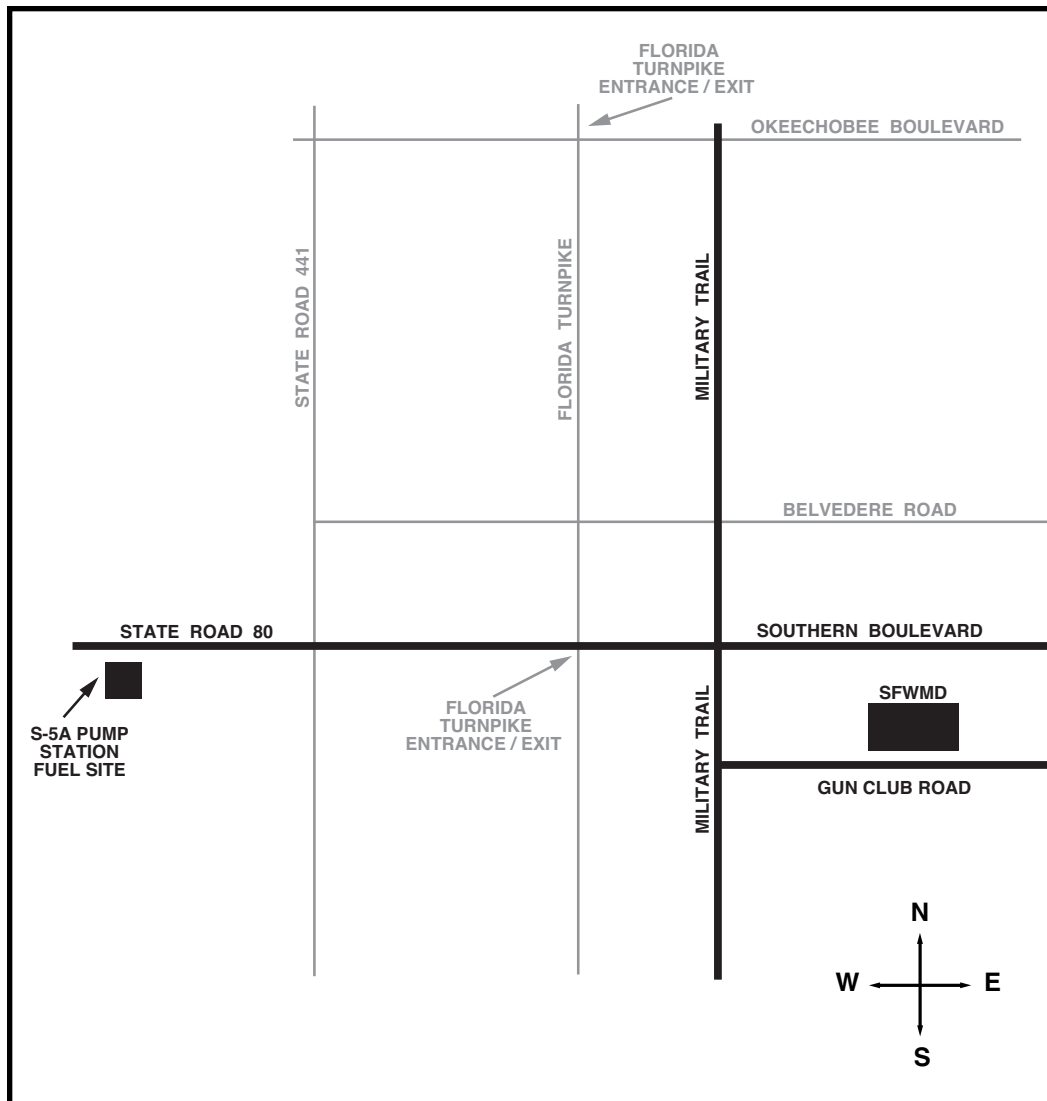 FLORIDA
TURNPIKE
ENTRANCE / EXIT
OKEECHOBEE BOULEVARD
STATE ROAD 441
FLORIDA TURNPIKE
MILITARY TRAIL
BELVEDERE ROAD
STATE ROAD 80
SOUTHERN BOULEVARD
S-5A PUMP
STATION
FUEL SITE
FLORIDA
TURNPIKE
ENTRANCE / EXIT
MILITARY TRAIL
SFWMD
GUN CLUB ROAD
N
W
E
S